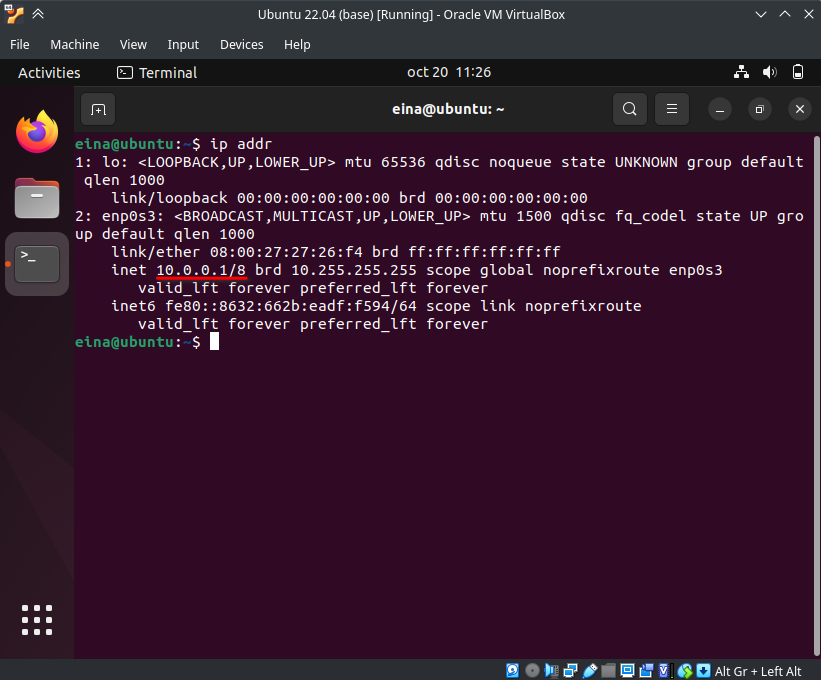 Ubuntu 22.04 (base) [Running] - Oracle VM VirtualBox
File Machine View Input Devices Help
Activities Terminal oct 20 11:26
eina@ubuntu: ~
eina@ubuntu:~$ ip addr
1: lo: <LOOPBACK,UP,LOWER_UP> mtu 65536 qdisc noqueue state UNKNOWN group default
qlen 1000
link/loopback 00:00:00:00:00:00 brd 00:00:00:00:00:00
2: enp0s3: <BROADCAST,MULTICAST,UP,LOWER_UP> mtu 1500 qdisc fq_codel state UP gro
up default qlen 1000
link/ether 08:00:27:27:26:f4 brd ff:ff:ff:ff:ff:ff
inet 10.0.0.1/8 brd 10.255.255.255 scope global noprefixroute enp0s3
valid_lft forever preferred_lft forever
inet6 fe80::8632:662b:eadf:f594/64 scope link noprefixroute
valid_lft forever preferred_lft forever
eina@ubuntu:~$
Alt Gr + Left Alt